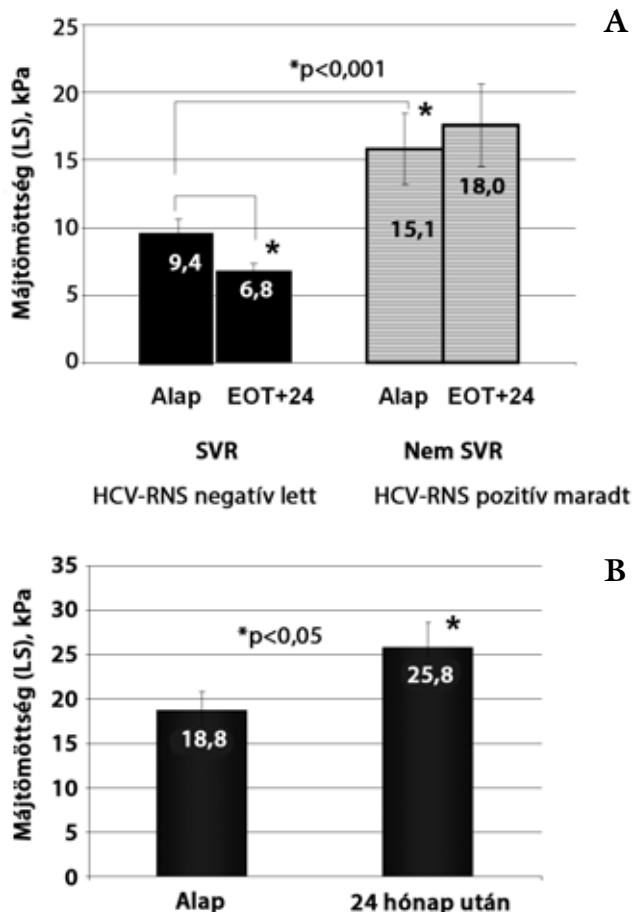 A
Májtömöttség (LS), kPa
25
20
15
10
5
0
*p<0,001
*
*
9,4
6,8
15,1
18,0
Alap EOT+24 Alap EOT+24
SVR Nem SVR
HCV-RNS negatív lett HCV-RNS pozitív maradt
B
Májtömöttség (LS), kPa
35
30
25
20
15
10
5
0
*p<0,05
*
18,8
25,8
Alap 24 hónap után